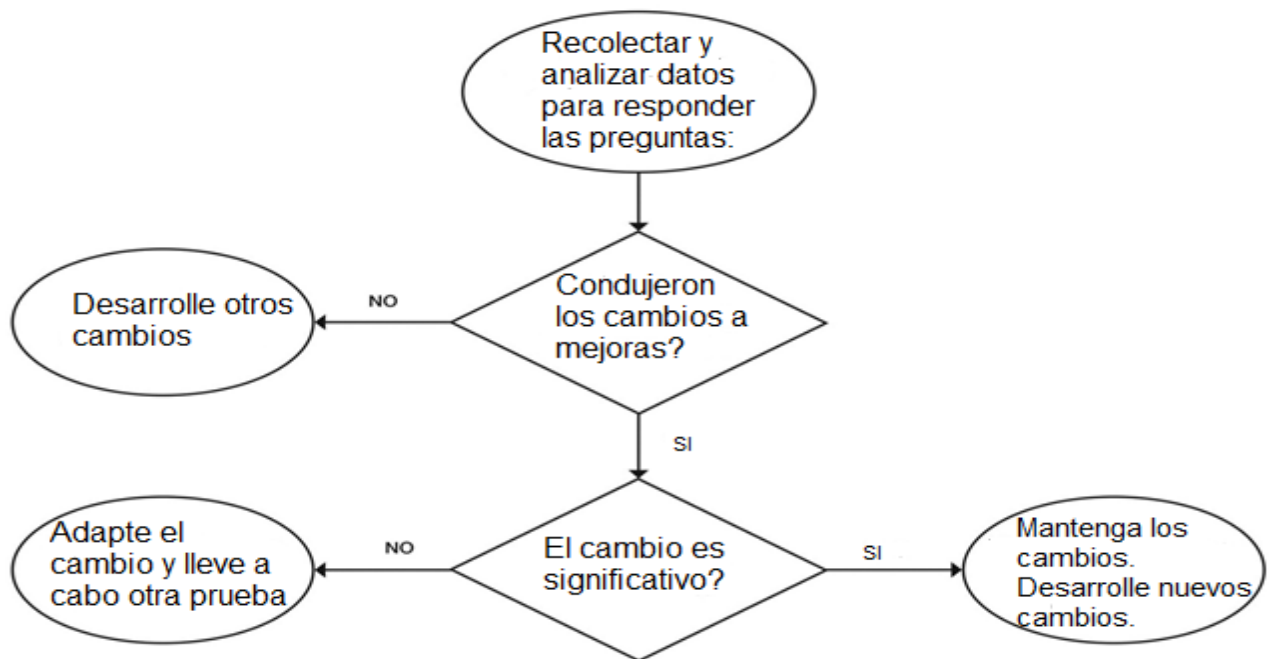 Recolectar y
analizar datos
para responder
las preguntas:
Condujeron
los cambios a
mejoras?
NO
Desarrolle otros
cambios
SI
El cambio es
significativo?
NO
Adapte el
cambio y lleve a
cabo otra prueba
SI
Mantenga los
cambios.
Desarrolle nuevos
cambios.